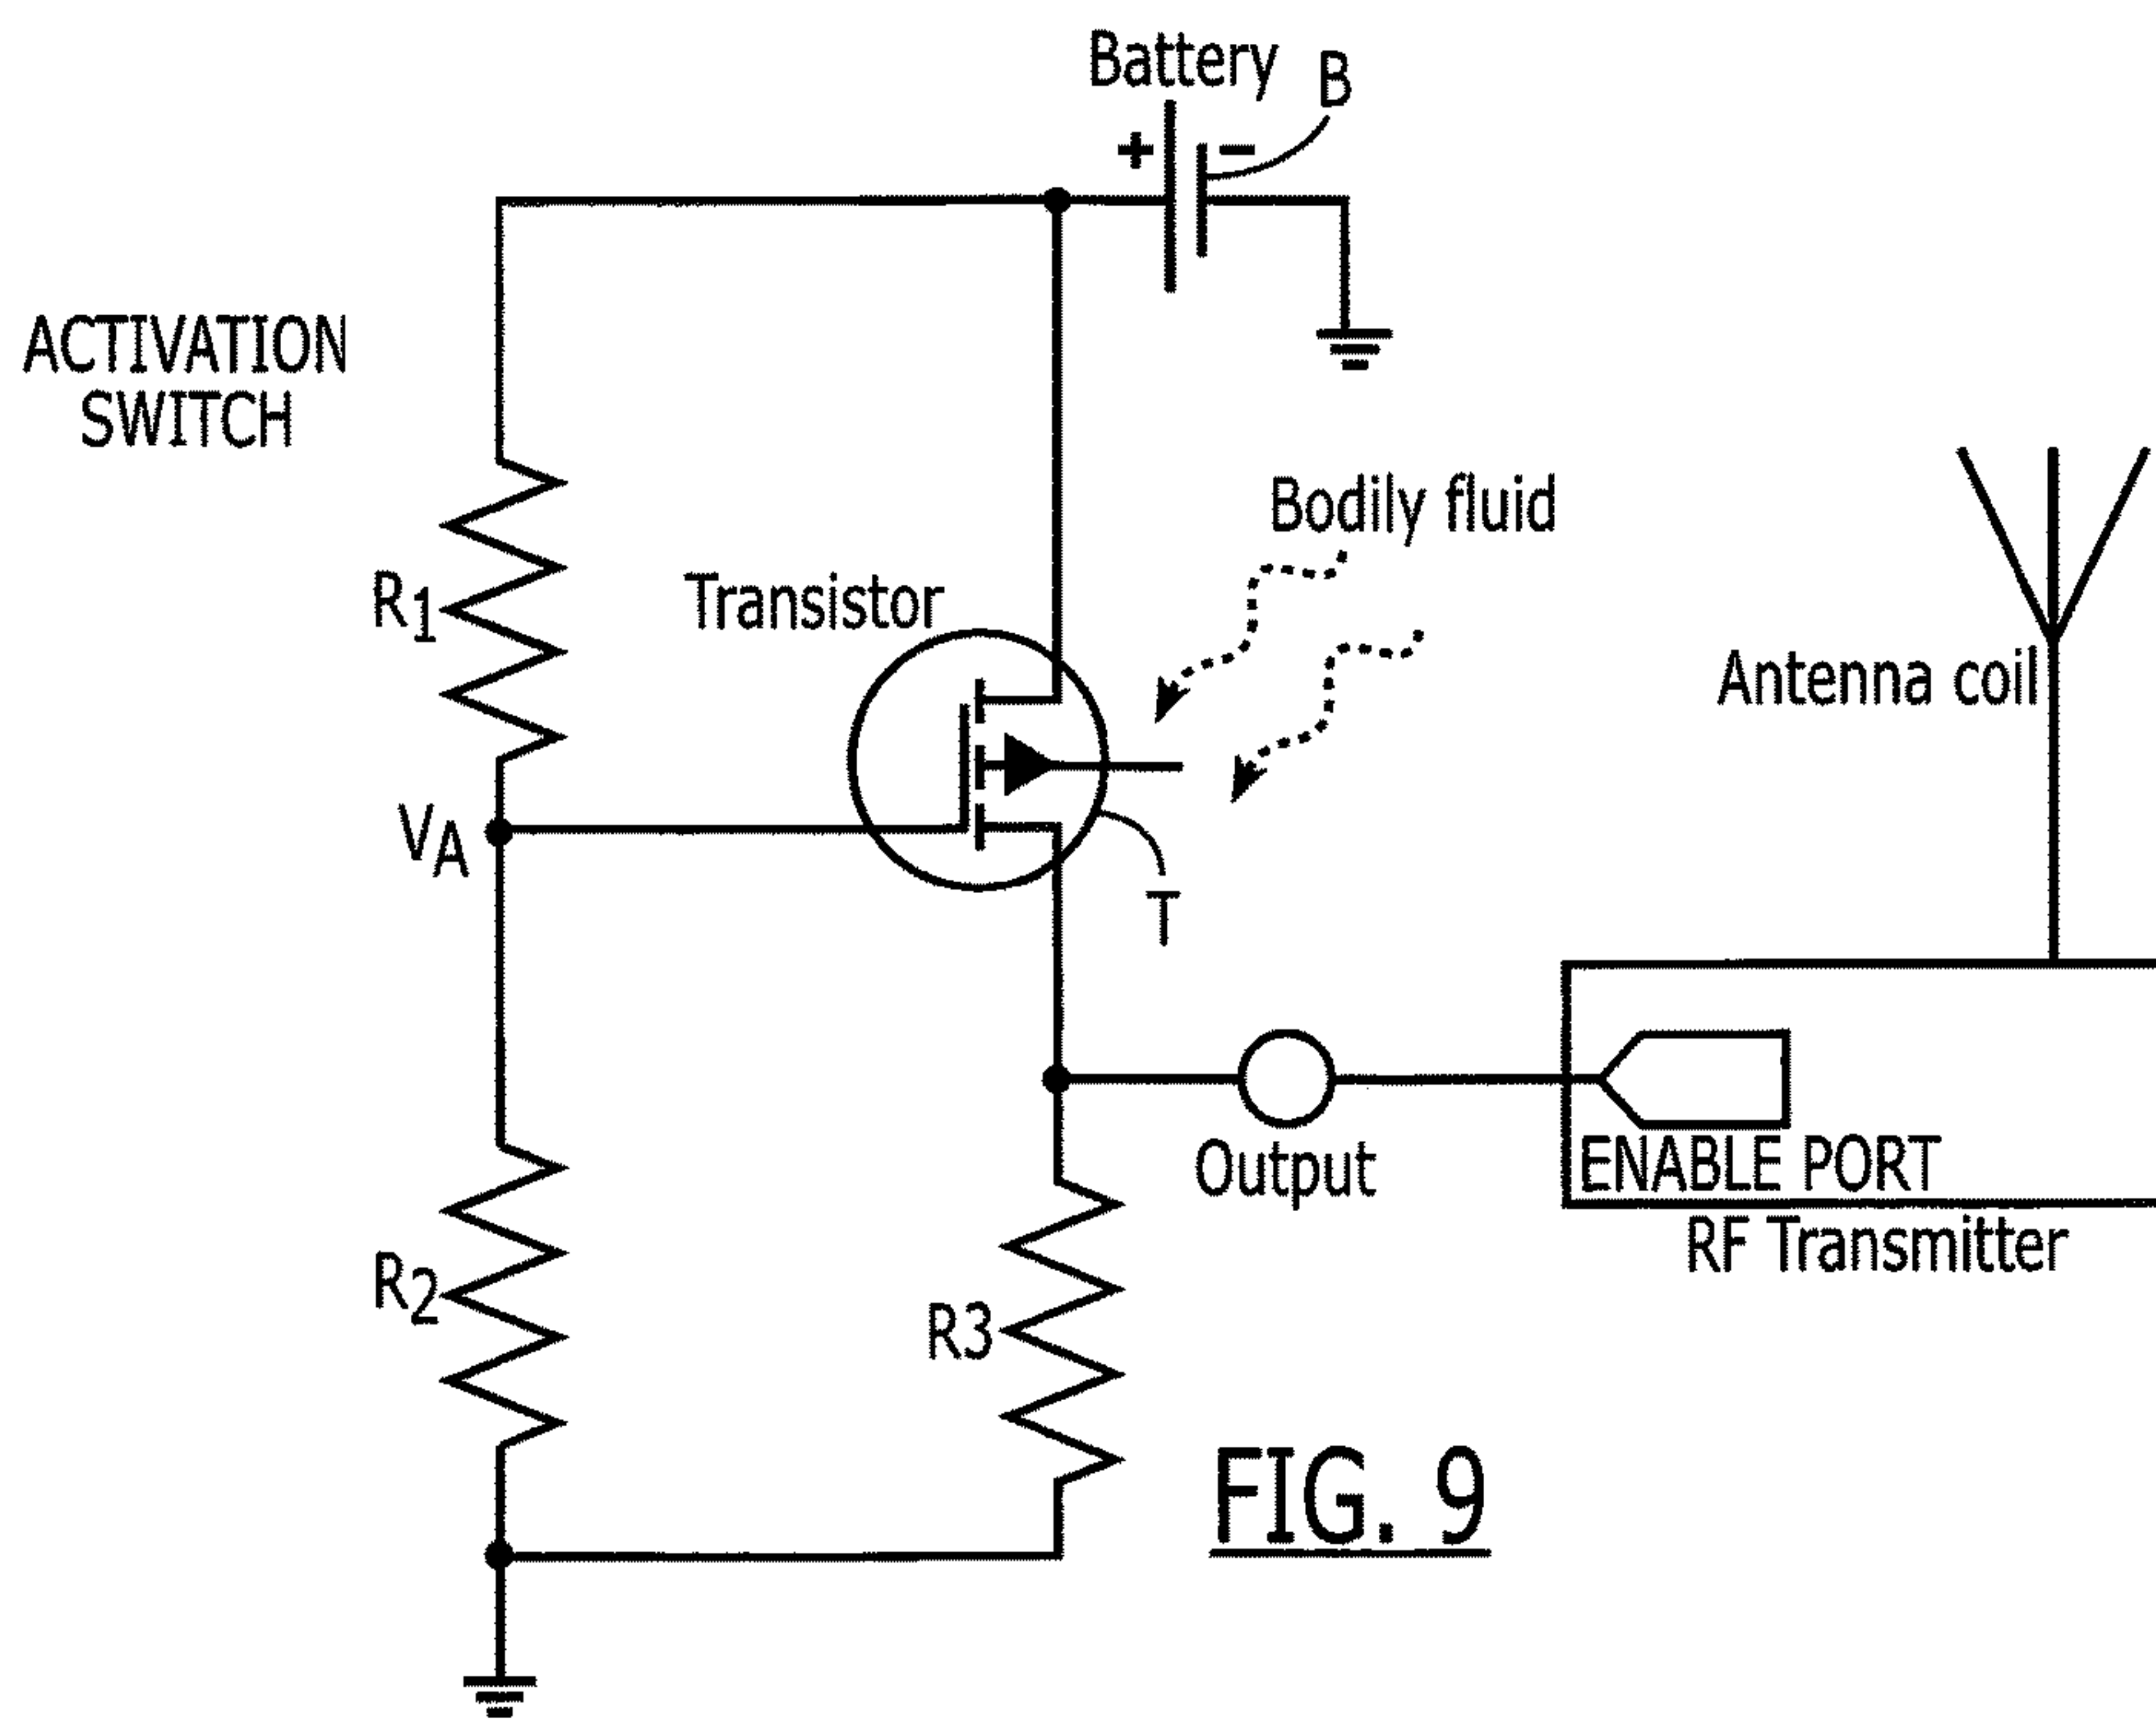 Battery
B
+ −
ACTIVATION
SWITCH
Bodily fluid
R1
Transistor
Antenna coil
VA
T
Output
ENABLE PORT
RF Transmitter
R2
R3
FIG. 9